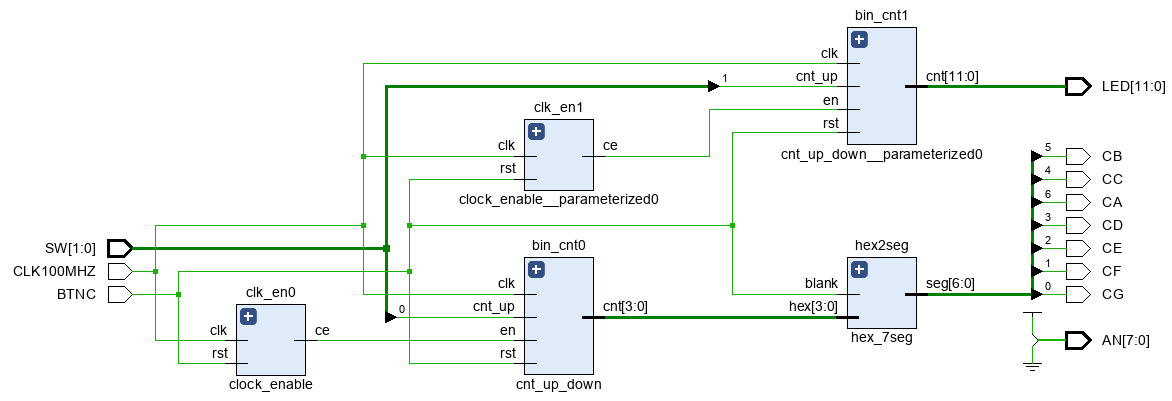 bin_cnt1
clk
cnt_up
en
rst
cnt[11:0]
cnt_up_down__parameterized0
1
LED[11:0]
clk_en1
clk
rst
ce
clock_enable__parameterized0
5
CB
4
CC
6
CA
3
CD
2
CE
1
CF
0
CG
SW[1:0]
CLK100MHZ
BTNC
bin_cnt0
clk
cnt_up
en
rst
cnt[3:0]
cnt_up_down
0
hex2seg
blank
hex[3:0]
seg[6:0]
hex_7seg
clk_en0
clk
rst
ce
clock_enable
AN[7:0]